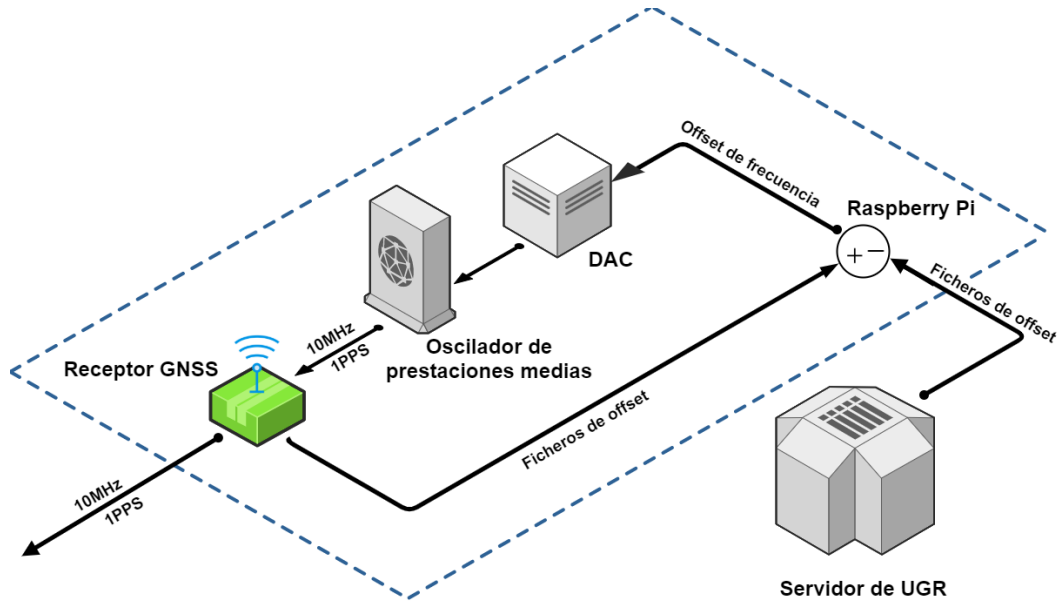 Offset de frecuencia
Raspberry Pi
+ −
DAC
Ficheros de offset
10MHz
1PPS
Oscilador de
prestaciones medias
Receptor GNSS
Ficheros de offset
10MHz
1PPS
Servidor de UGR